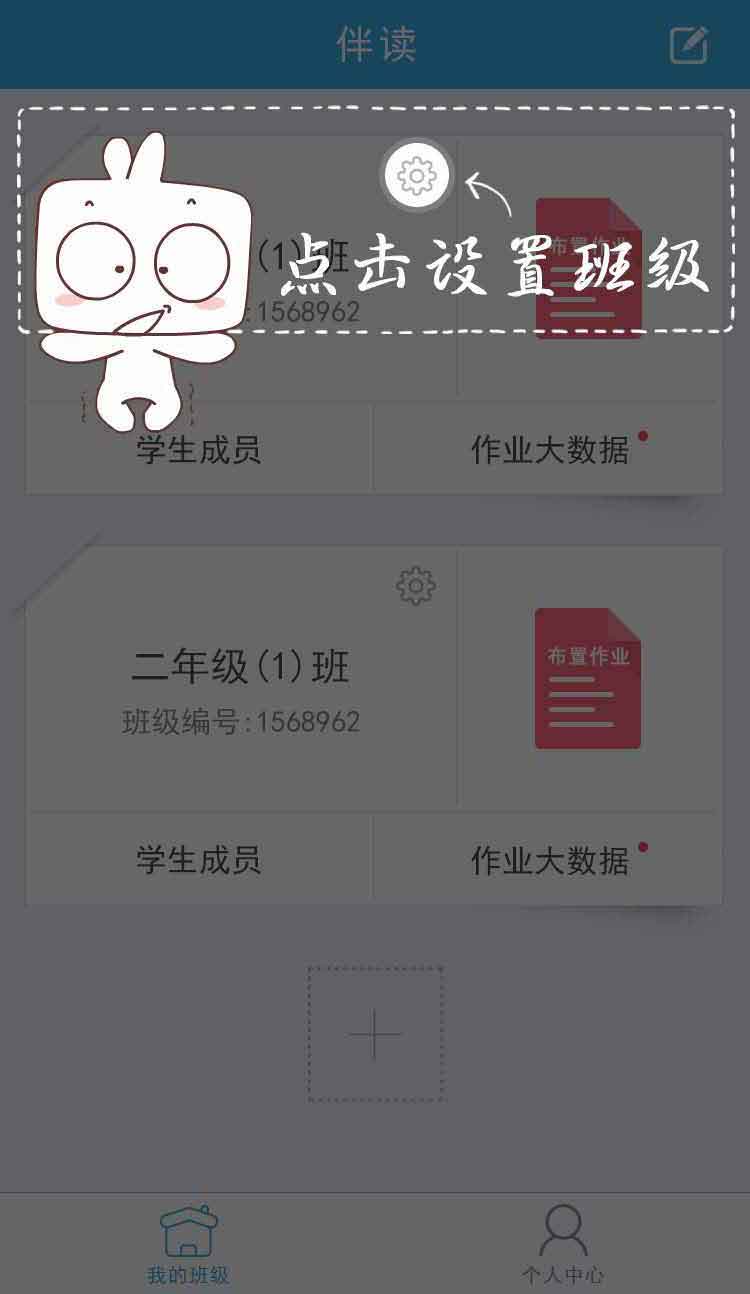 伴读
(1)班
点击设置班级
布置作业
:1568962
学生成员
作业大数据
二年级(1)班
班级编号:1568962
布置作业
学生成员
作业大数据
我的班级
个人中心